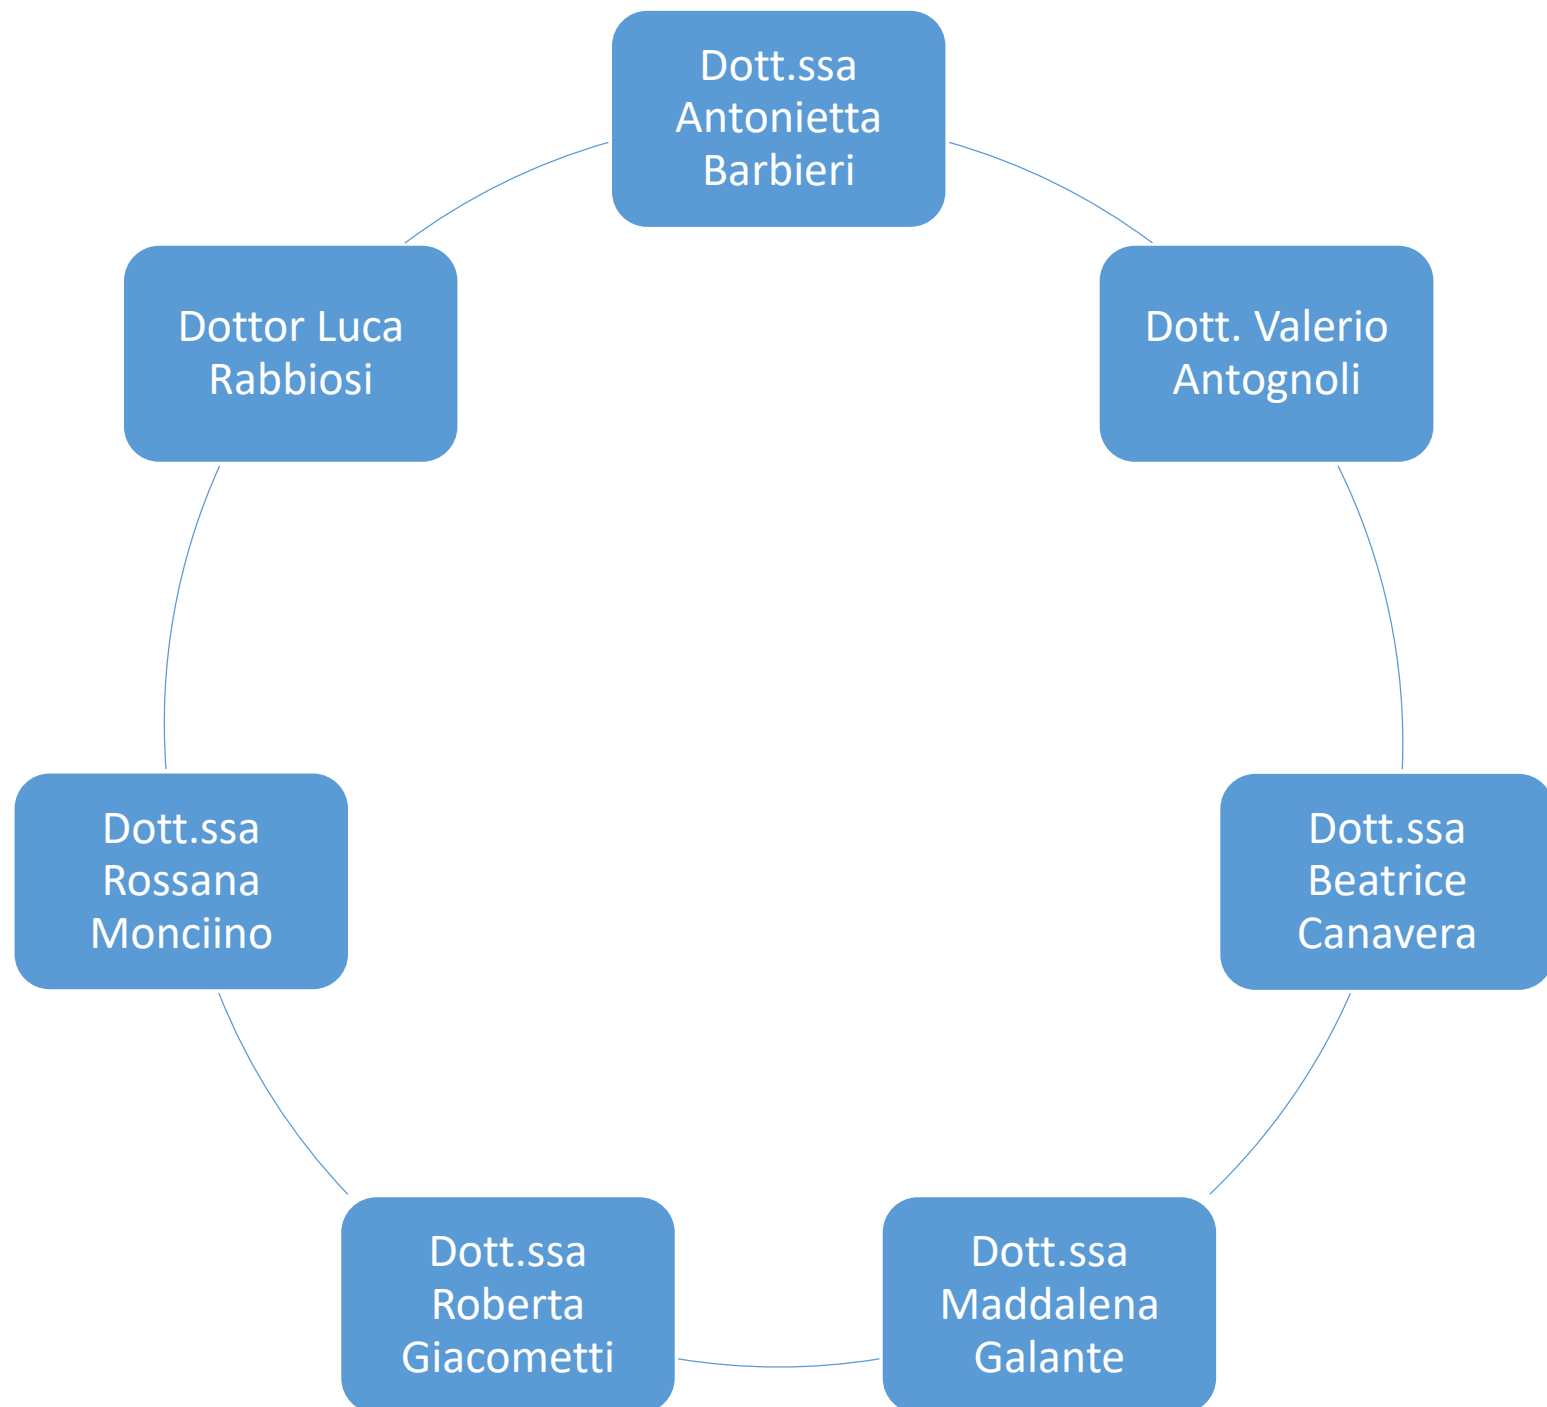 Dott.ssa
Antonietta
Barbieri
Dottor Luca
Rabbiosi
Dott. Valerio
Antognoli
Dott.ssa
Rossana
Monciino
Dott.ssa
Beatrice
Canavera
Dott.ssa
Roberta
Giacometti
Dott.ssa
Maddalena
Galante